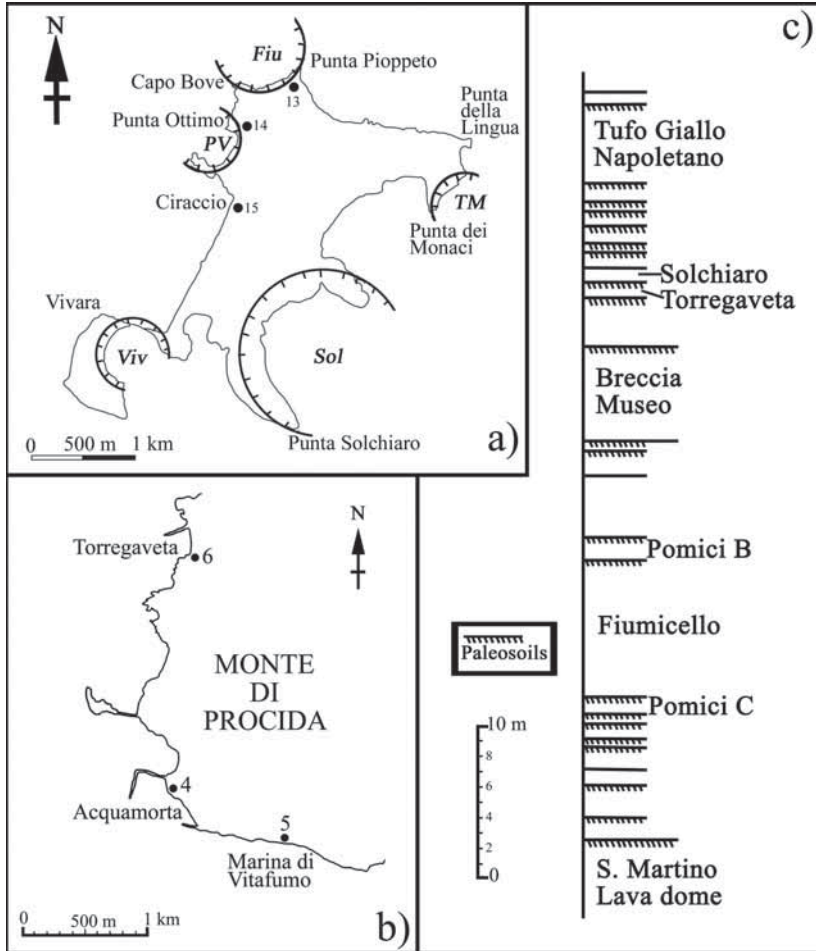 a)
N
Fiu
Punta Pioppeto
Capo Bove
13
Punta
della
Lingua
Punta Ottimo
14
PV
TM
Ciraccio
15
Punta dei
Monaci
Vivara
Viv
Sol
Punta Solchiaro
0 500 m 1 km
b)
N
Torregaveta
6
MONTE
DI
PROCIDA
4
Acquamorta
5
Marina di
Vitafumo
0 500 m 1 km
c)
Tufo Giallo
Napoletano
Solchiaro
Torregaveta
Breccia
Museo
Pomici B
Fiumicello
Paleosoils
Pomici C
10 m
8
6
4
2
0
S. Martino
Lava dome